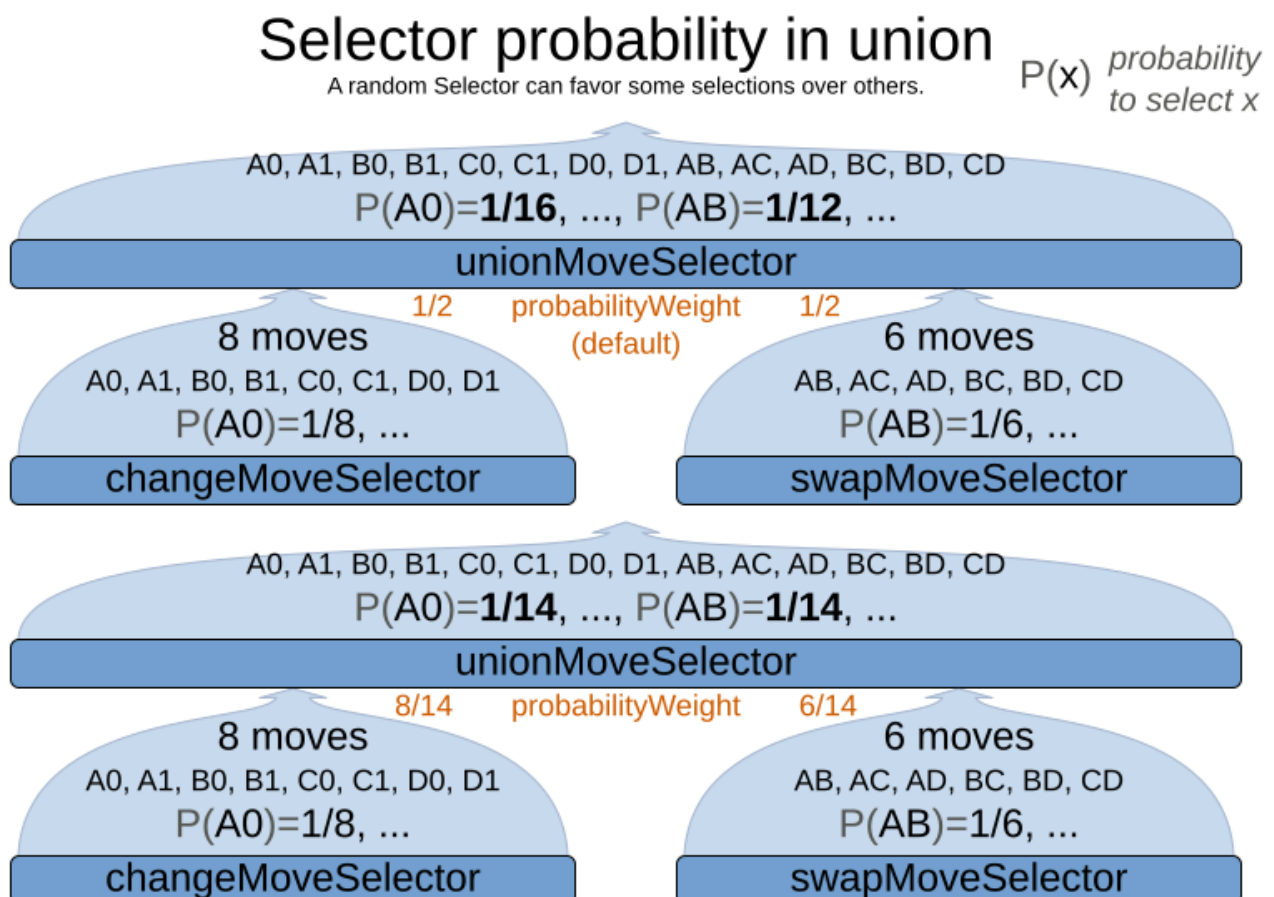 Selector probability in union
A random Selector can favor some selections over others.
P(x) probability
to select x
A0, A1, B0, B1, C0, C1, D0, D1, AB, AC, AD, BC, BD, CD
P(A0)=1/16, ..., P(AB)=1/12, ...
unionMoveSelector
1/2 probabilityWeight 1/2
(default)
8 moves
A0, A1, B0, B1, C0, C1, D0, D1
P(A0)=1/8, ...
changeMoveSelector
6 moves
AB, AC, AD, BC, BD, CD
P(AB)=1/6, ...
swapMoveSelector
A0, A1, B0, B1, C0, C1, D0, D1, AB, AC, AD, BC, BD, CD
P(A0)=1/14, ..., P(AB)=1/14, ...
unionMoveSelector
8/14 probabilityWeight 6/14
8 moves
A0, A1, B0, B1, C0, C1, D0, D1
P(A0)=1/8, ...
changeMoveSelector
6 moves
AB, AC, AD, BC, BD, CD
P(AB)=1/6, ...
swapMoveSelector